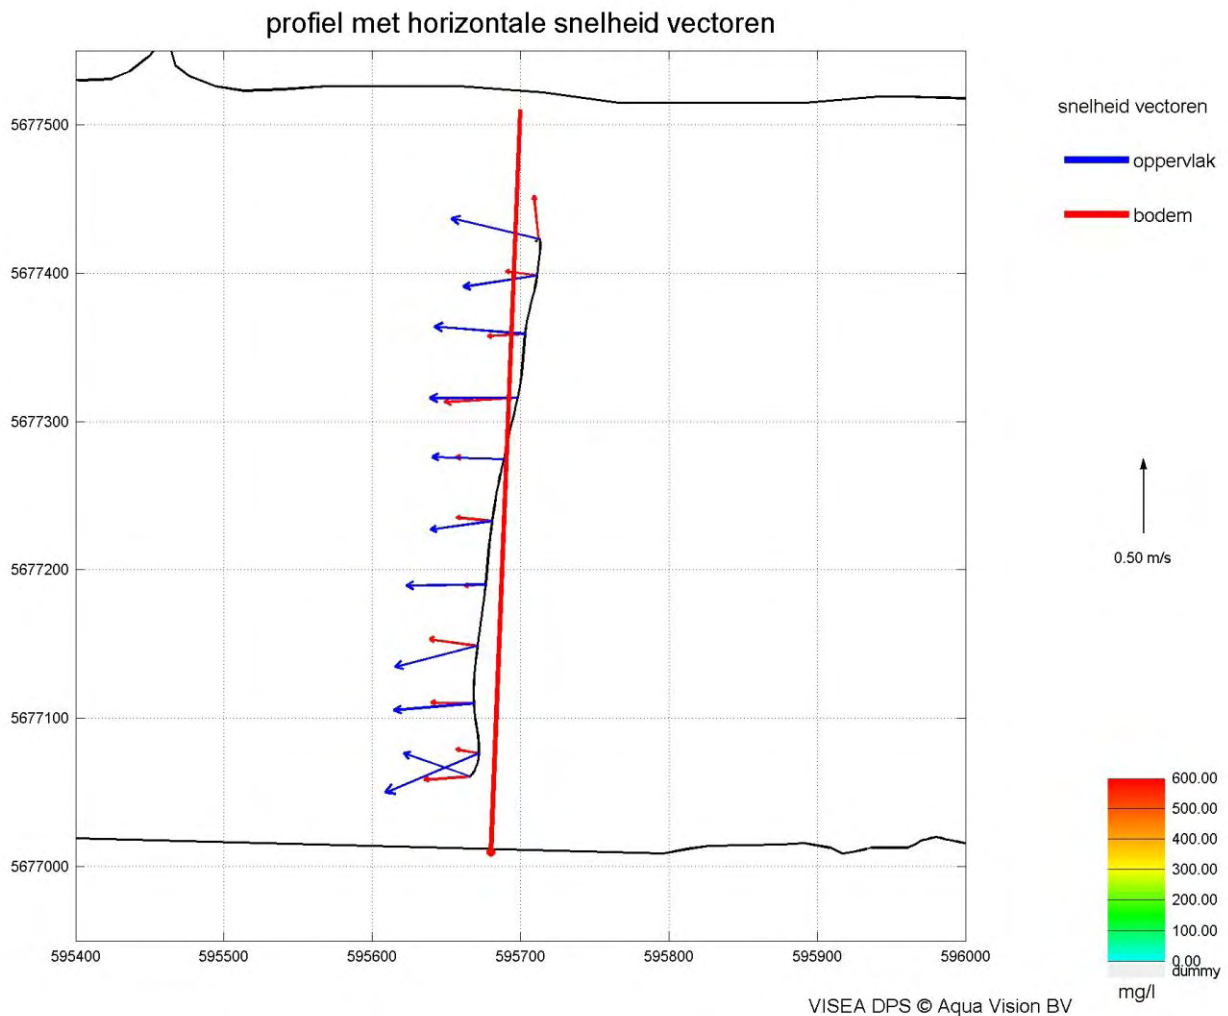 profiel met horizontale snelheid vectoren
snelheid vectoren
oppervlak
bodem
5677500
5677400
5677300
5677200
5677100
5677000
0.50 m/s
595400
595500
595600
595700
595800
595900
596000
600.00
500.00
400.00
300.00
200.00
100.00
0.00
dummy
mg/l
VISEA DPS © Aqua Vision BV